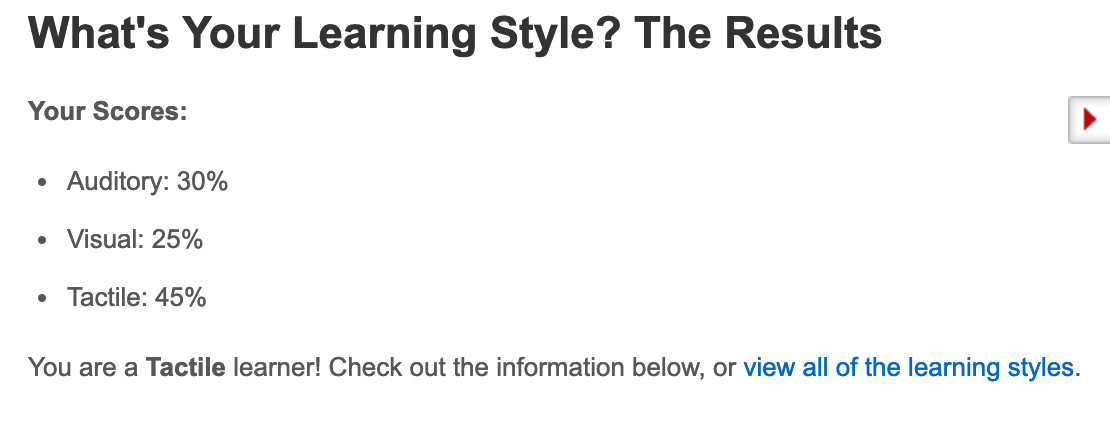 What's Your Learning Style? The Results
Your Scores:
• Auditory: 30%
• Visual: 25%
• Tactile: 45%
You are a Tactile learner! Check out the information below, or view all of the learning styles.